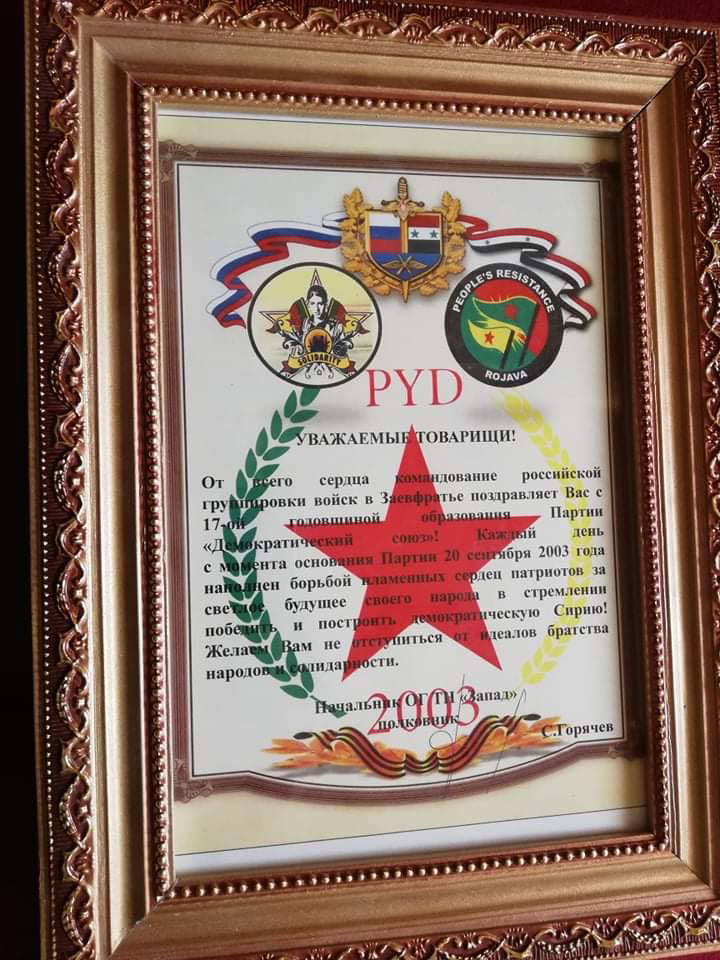 SOLIDARITY
PEOPLE'S RESISTANCE
ROJAVA
PYD
УВАЖАЕМЫЕ ТОВАРИЩИ!
От всего сердца командование российской
группировки войск в Заевфратье поздравляет Вас с
17-ой годовщиной образования Партии
«Демократический союз»! Каждый день
с момента основания Партии 20 сентября 2003 года
наполнен борьбой пламенных сердец патриотов за
светлое будущее своего народа в стремлении
победить и построить демократическую Сирию!
Желаем Вам не отступиться от идеалов братства
народов и солидарности.
Начальник ОГ ТН «Запад»
2003
полковник
С.Горячев